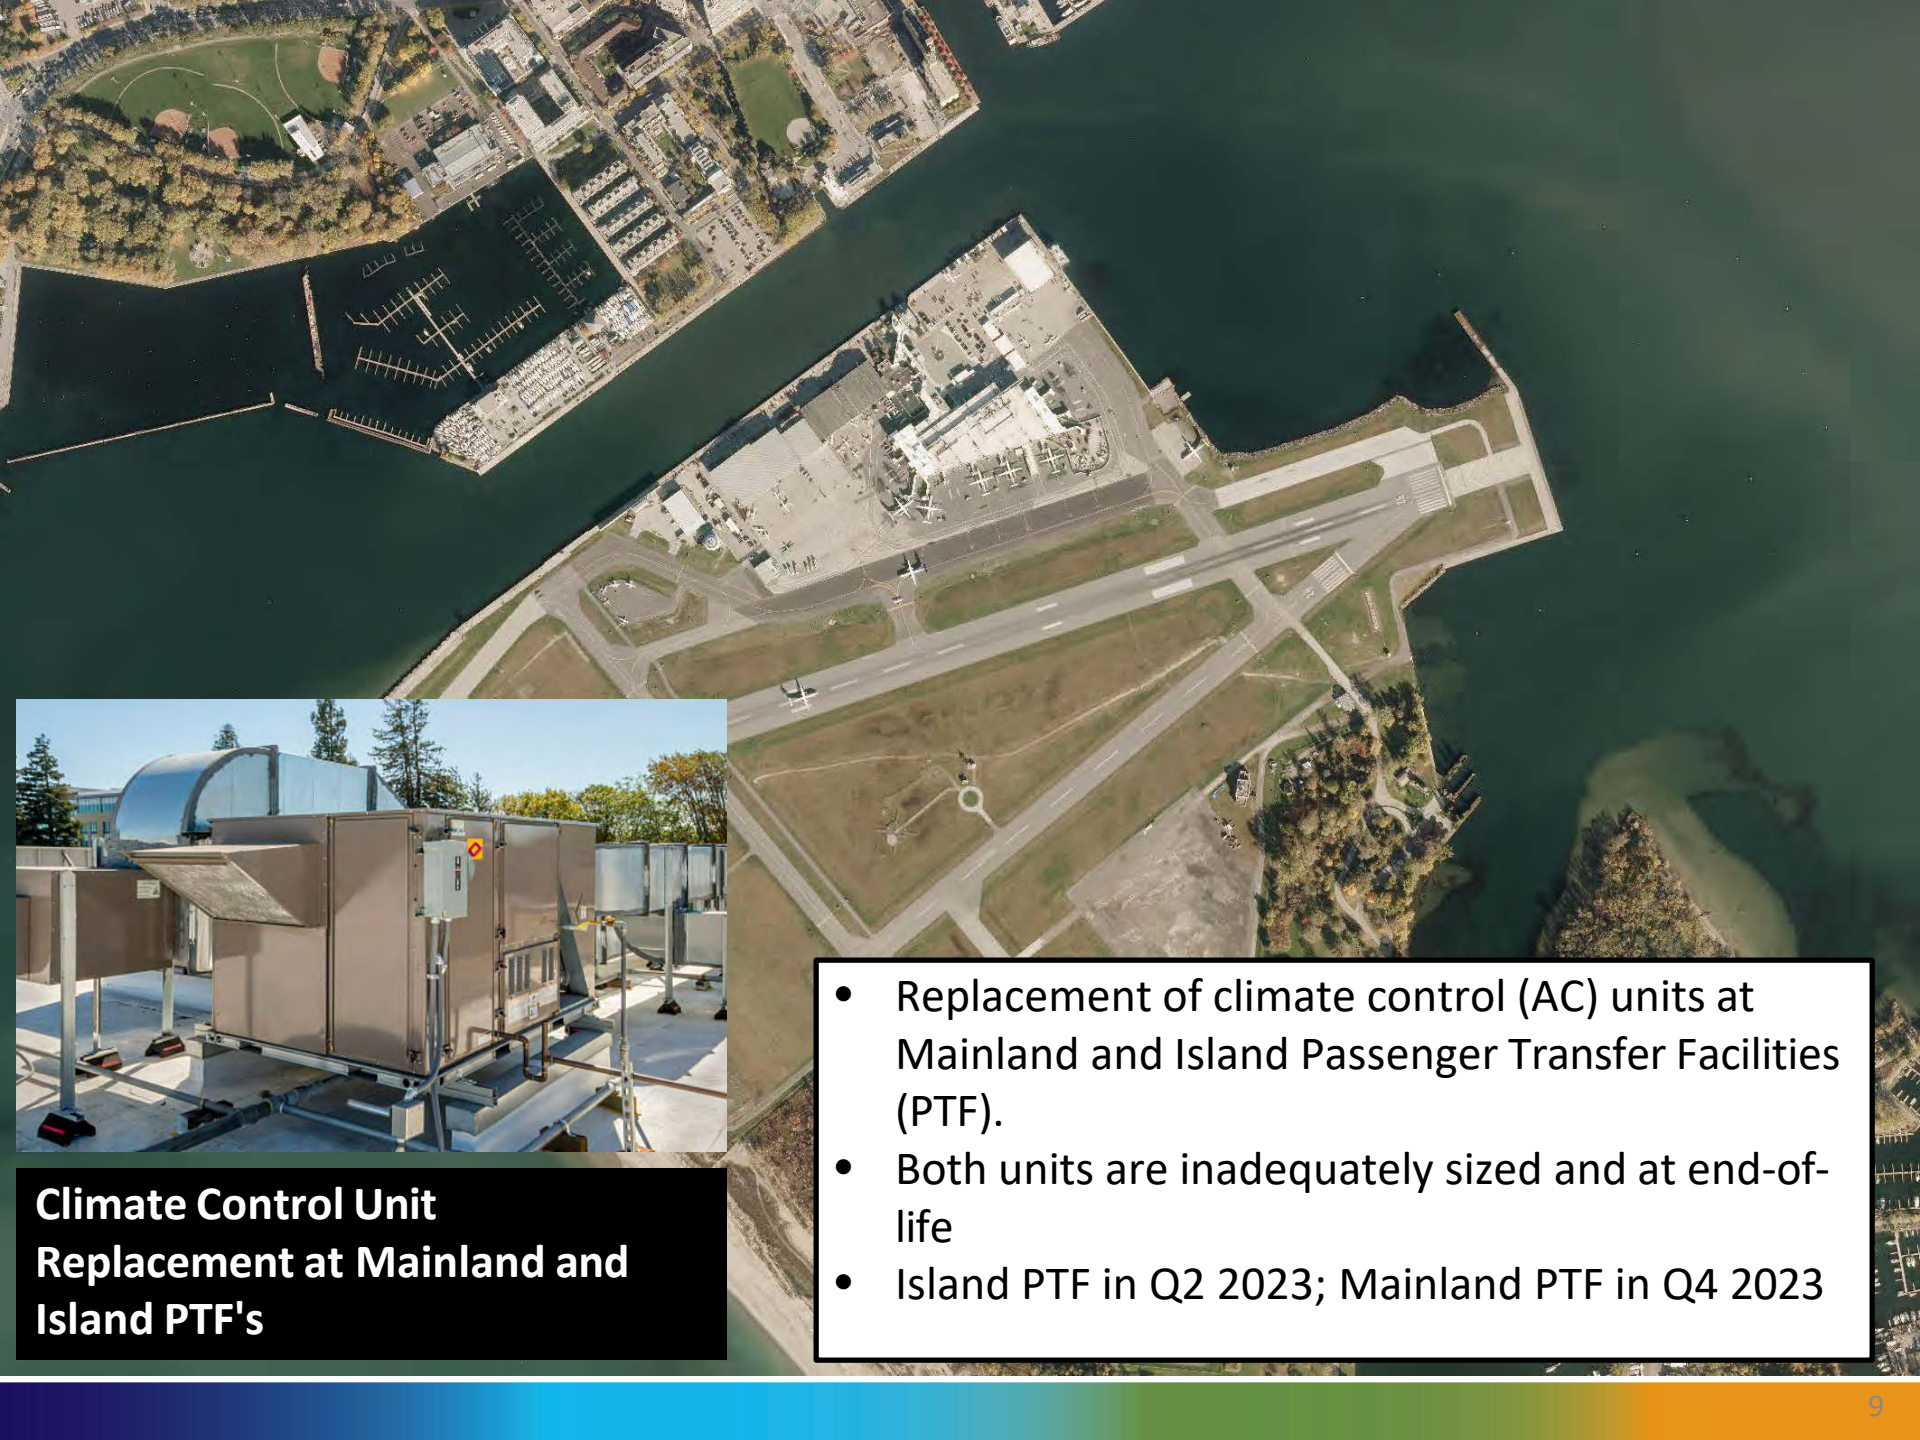 Climate Control Unit
Replacement at Mainland and
Island PTF's
• Replacement of climate control (AC) units at
Mainland and Island Passenger Transfer Facilities
(PTF).
• Both units are inadequately sized and at end-of-
life
• Island PTF in Q2 2023; Mainland PTF in Q4 2023
9